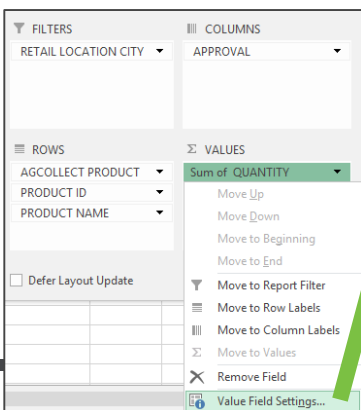 FILTERS
RETAIL LOCATION CITY
COLUMNS
APPROVAL
ROWS
AGCOLLECT PRODUCT
PRODUCT ID
PRODUCT NAME
Σ VALUES
Sum of QUANTITY
Move Up
Move Down
Move to Beginning
Move to End
Move to Report Filter
Move to Row Labels
Move to Column Labels
Σ Move to Values
Remove Field
Value Field Settings...
Defer Layout Update